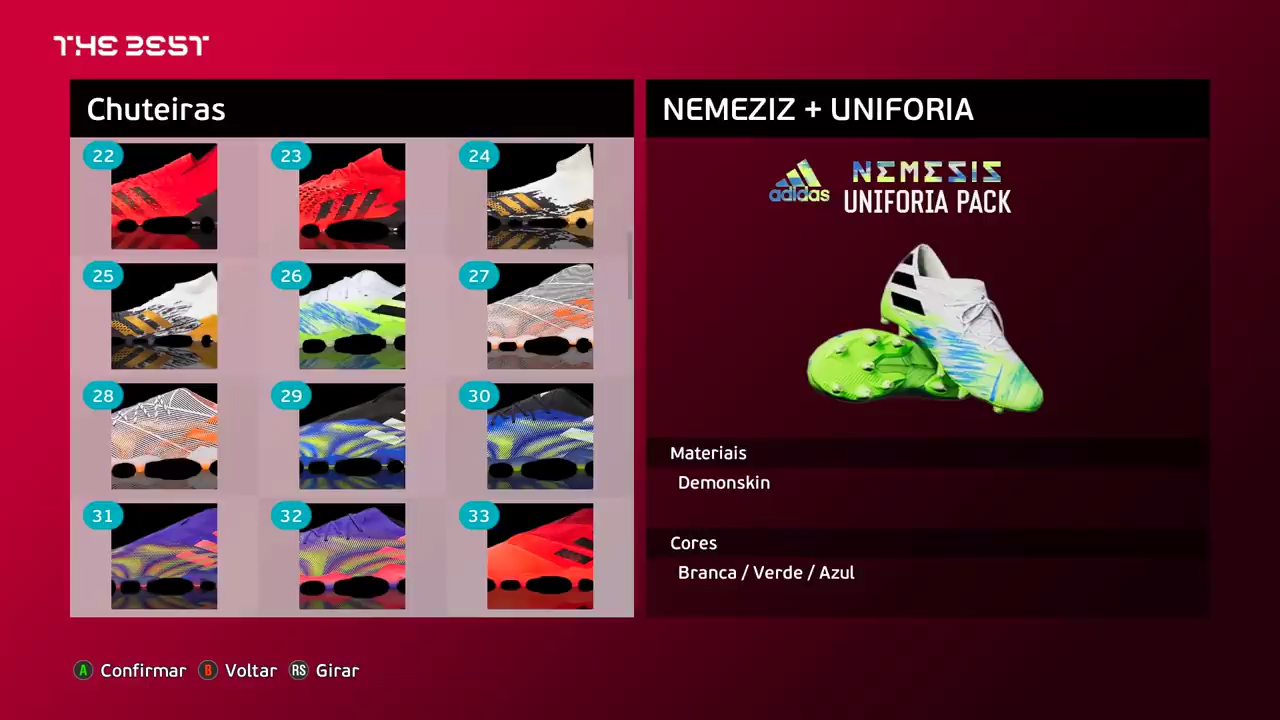 THE BEST
Chuteiras
22
23
24
25
26
27
28
29
30
31
32
33
NEMEZIZ + UNIFORIA
adidas
NEMESIS
UNIFORIA PACK
Materiais
Demonskin
Cores
Branca / Verde / Azul
A Confirmar B Voltar RS Girar